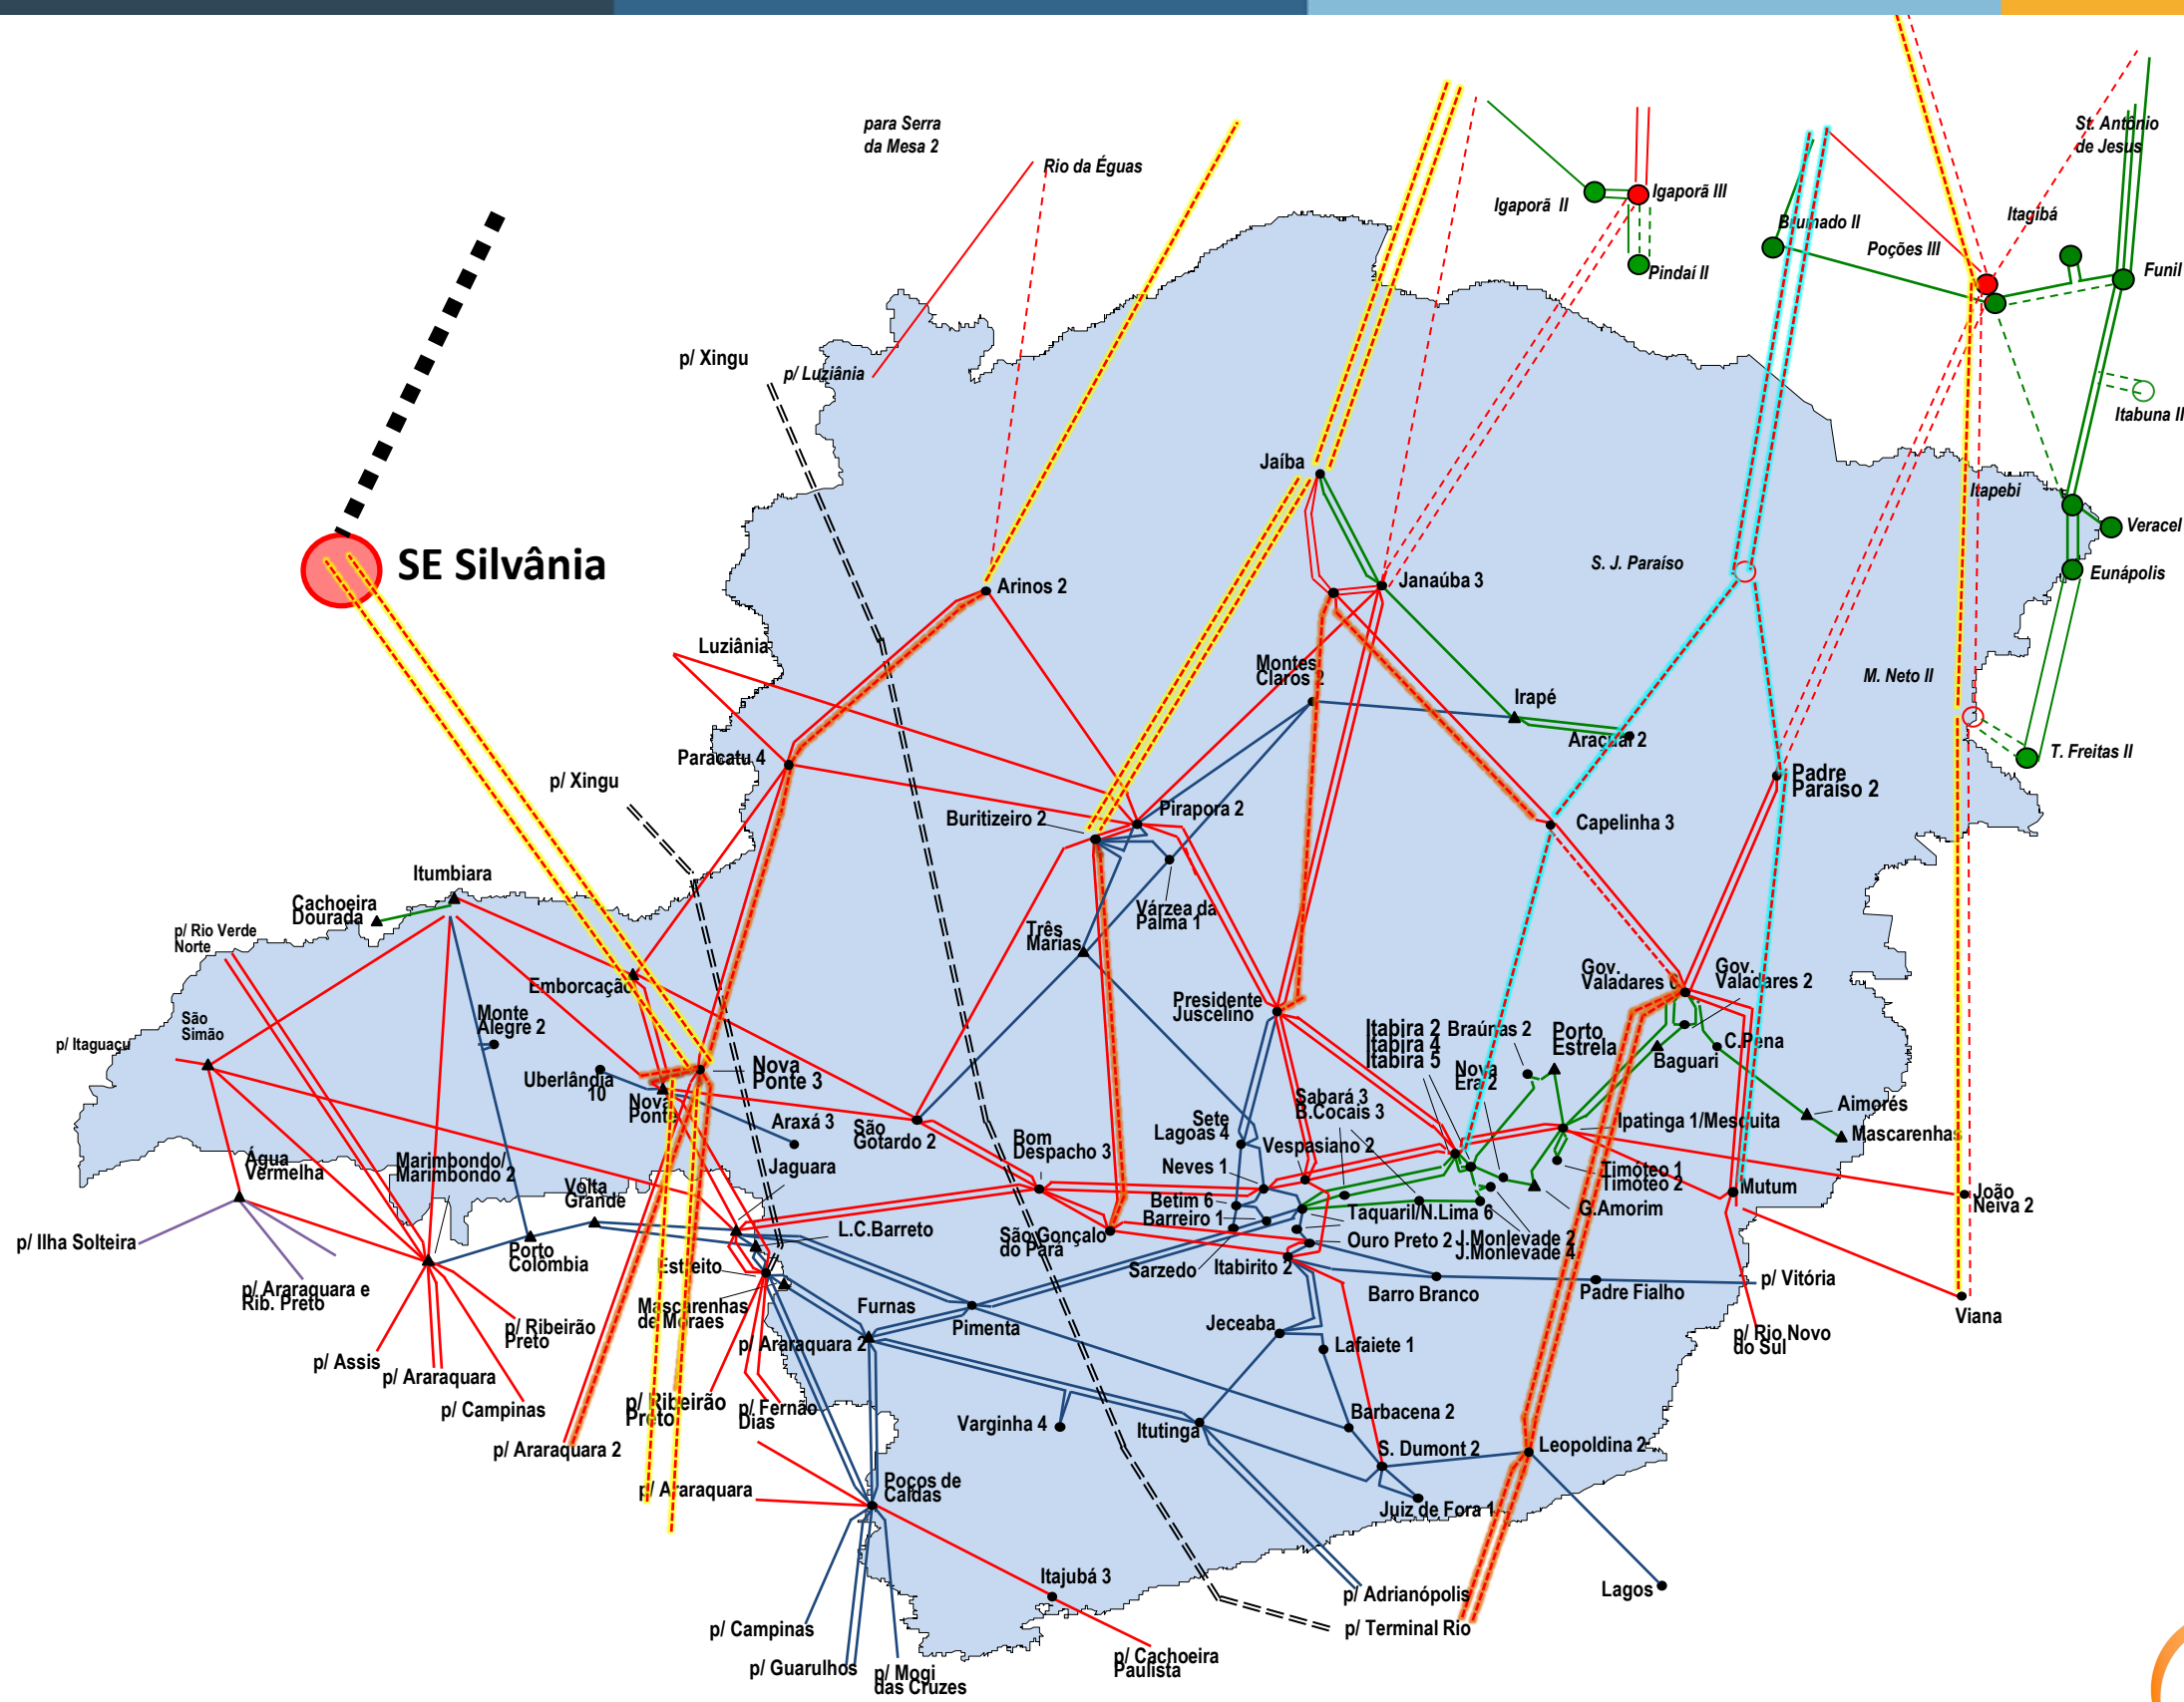 para Serra
da Mesa 2
Rio da Éguas
St. Antônio
de Jesus
Igaporã II
Igaporã III
Brumado II
Itagibá
Poções III
Pindaí II
Funil
p/ Xingu
p/ Luziânia
Itabuna II
Jaíba
Itapebi
Veracel
SE Silvânia
S. J. Paraíso
Eunápolis
Arinos 2
Janaúba 3
Luziânia
Montes
Claros 2
Irapé
M. Neto II
Araçuaí 2
T. Freitas II
Paracatu 4
p/ Xingu
Padre
Paraíso 2
Buritizeiro 2
Pirapora 2
Capelinha 3
Itumbiara
Cachoeira
Dourada
Várzea da
Palma 1
p/ Rio Verde
Norte
Três
Marias
Emborcação
Gov.
Valadares 6
Gov.
Valadares 2
Presidente
Juscelino
São
Simão
Monte
Alegre 2
p/ Itaguaçu
Itabira 2
Itabira 4
Itabira 5
Braúnas 2
Porto
Estrela
C.Pena
Baguari
Nova
Era 2
Uberlândia
10
Nova
Ponte
Nova
Ponte 3
Sabará 3
B.Cocais 3
Aimorés
Mascarenhas
Araxá 3
São
Gotardo 2
Sete
Lagoas 4
Ipatinga 1/Mesquita
Bom
Despacho 3
Vespasiano 2
Água
Vermelha
Marimbondo/
Marimbondo 2
Jaguara
Neves 1
Timóteo 1
Timóteo 2
Mutum
João
Neiva 2
Volta
Grande
Betim 6
Barreiro 1
Taquaril/N.Lima 6
G.Amorim
L.C.Barreto
São Gonçalo
do Pará
Ouro Preto 2
J.Monlevade 2
J.Monlevade 4
p/ Ilha Solteira
Porto
Colômbia
Estreito
Sarzedo
Itabirito 2
p/ Vitória
p/ Araraquara e
Rib. Preto
Mascarenhas
de Moraes
Furnas
Pimenta
Barro Branco
Padre Fialho
Viana
p/ Ribeirão
Preto
Jeceaba
Lafaiete 1
p/ Rio Novo
do Sul
p/ Assis
p/ Araraquara
p/ Araraquara 2
p/ Campinas
p/ Ribeirão
Preto
p/ Fernão
Dias
Varginha 4
Itutinga
Barbacena 2
p/ Araraquara 2
S. Dumont 2
Leopoldina 2
p/ Araraquara
Poços de
Caldas
Juiz de Fora 1
Itajubá 3
p/ Adrianópolis
Lagos
p/ Campinas
p/ Terminal Rio
p/ Guarulhos
p/ Mogi
das Cruzes
p/ Cachoeira
Paulista